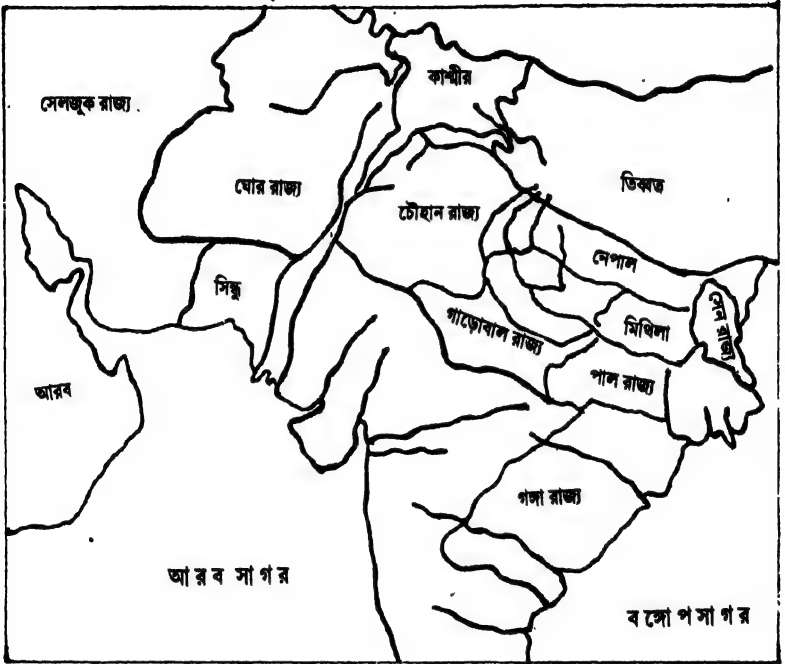 কাশ্মীর
সেলজুক রাজ্য
ঘোর রাজ্য
তিব্বত
চৌহান রাজ্য
নেপাল
সিন্ধু
সেন রাজ্য
গাড়োবাল রাজ্য
মিথিলা
আরব
পাল রাজ্য
গঙ্গা রাজ্য
আরব সাগর
বঙ্গোপসাগর